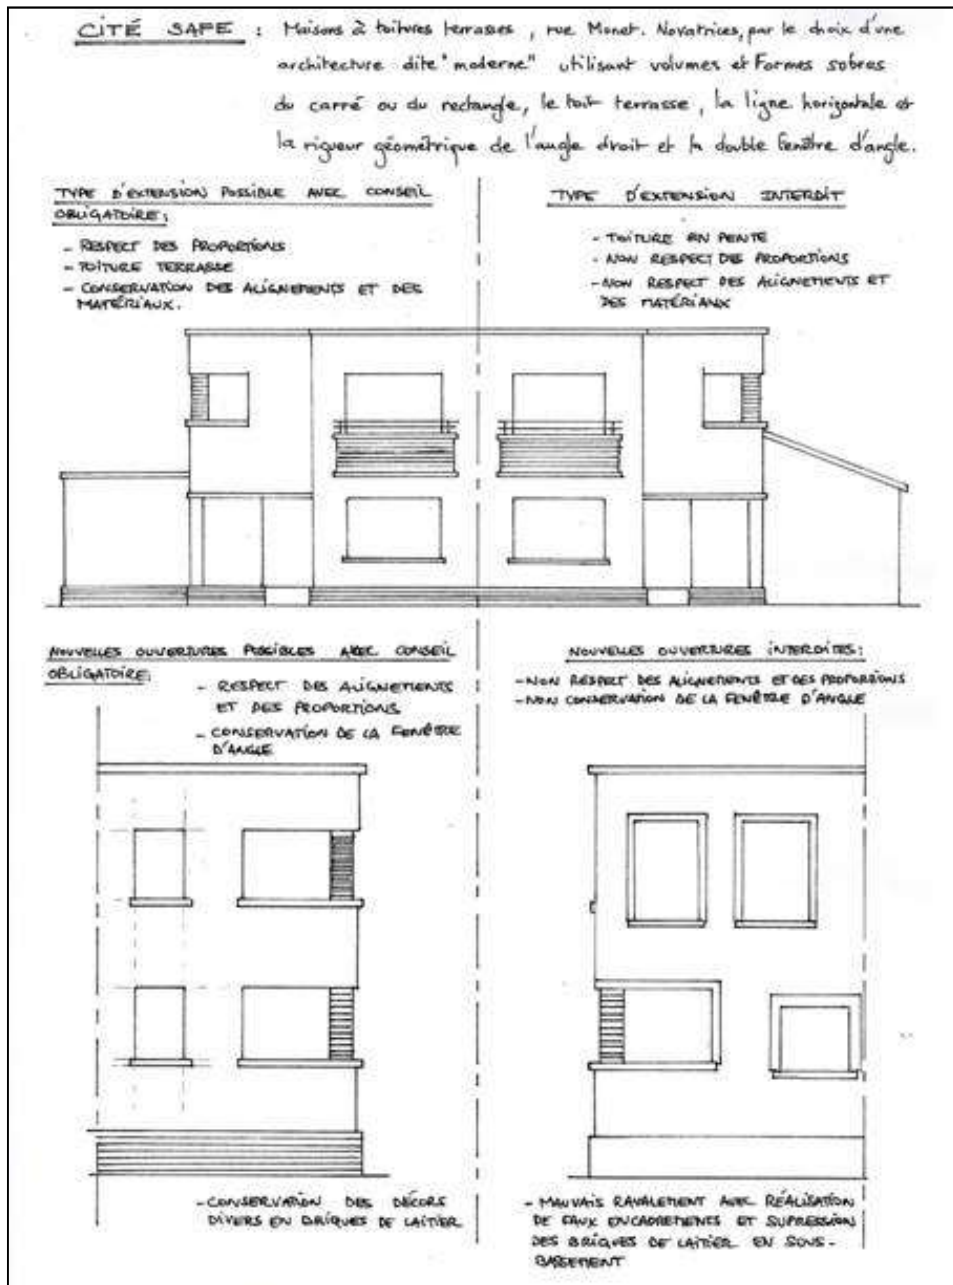 CITÉ SAFE : Maisons à toitures terrasses, rue Monet. Novatrices, par le choix d'une
architecture dite "moderne" utilisant volumes et Formes sobres
du carré ou du rectangle, le toit terrasse, la ligne horizontale et
la rigueur géométrique de l'angle droit et la double fenêtre d'angle.
TYPE D'EXTENSION POSSIBLE AVEC CONSEIL
OBLIGATOIRE :
- RESPECT DES PROPORTIONS
- TOITURE TERRASSE
- CONSERVATION DES ALIGNEMENTS ET DES
MATÉRIAUX.
TYPE D'EXTENSION INTERDIT
- TOITURE EN PENTE
- NON RESPECT DES PROPORTIONS
- NON RESPECT DES ALIGNEMENTS ET
DES MATÉRIAUX
NOUVELLES OUVERTURES POSSIBLES AVEC CONSEIL
OBLIGATOIRE:
- RESPECT DES ALIGNEMENTS
ET DES PROPORTIONS
- CONSERVATION DE LA FENÊTRE
D'ANGLE
NOUVELLES OUVERTURES INTERDITES:
- NON RESPECT DES ALIGNEMENTS ET DES PROPORTIONS
- NON CONSERVATION DE LA FENÊTRE D'ANGLE
- CONSERVATION DES DÉCORS
DIVERS EN BRIQUES DE LAITIER
- MAUVAIS RAVALEMENT AVEC RÉALISATION
DE FAUX ENCADREMENTS ET SUPRESSION
DES BRIQUES DE LAITIER EN SOUS-
BASSEMENT